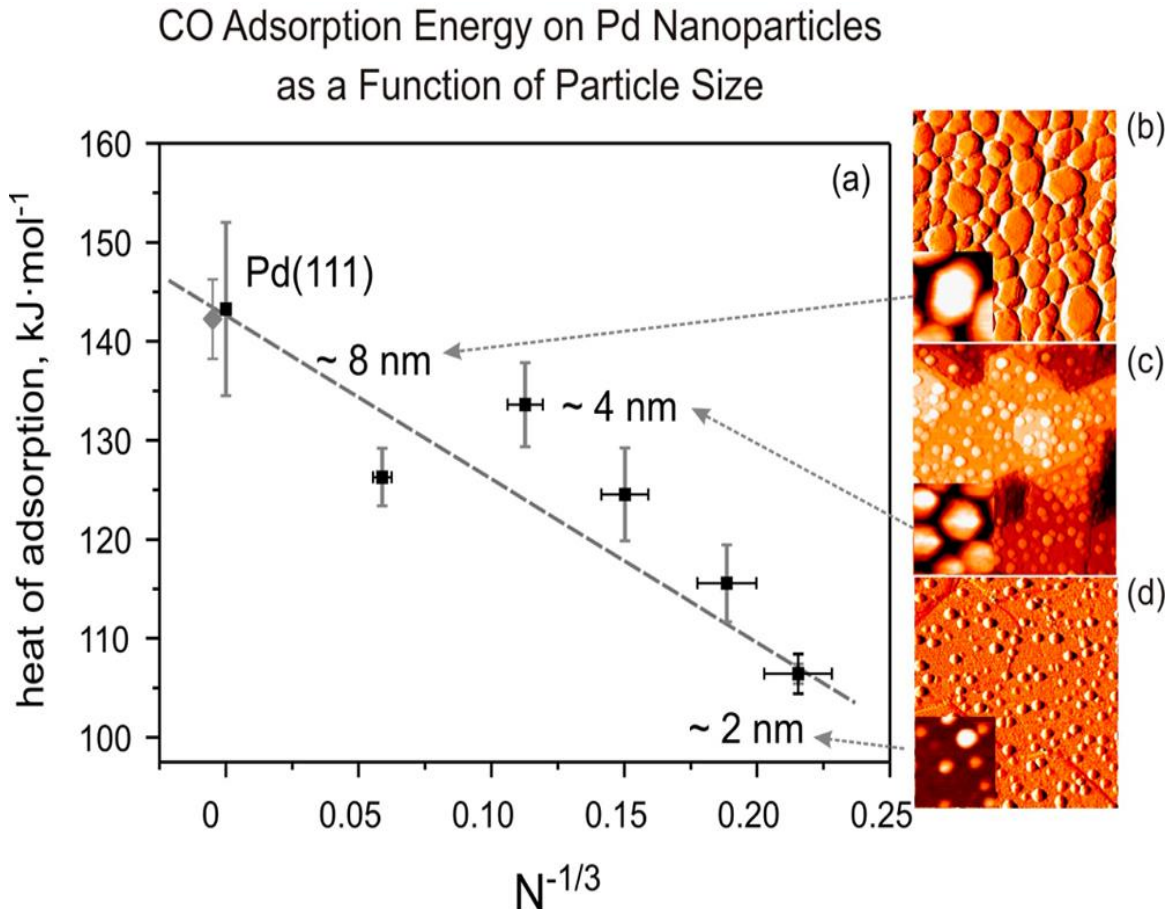 CO Adsorption Energy on Pd Nanoparticles
as a Function of Particle Size
(a)
(b)
(c)
(d)
heat of adsorption, kJ·mol⁻¹
160
150
140
130
120
110
100
Pd(111)
~ 8 nm
~ 4 nm
~ 2 nm
0 0.05 0.10 0.15 0.20 0.25
N⁻¹/³